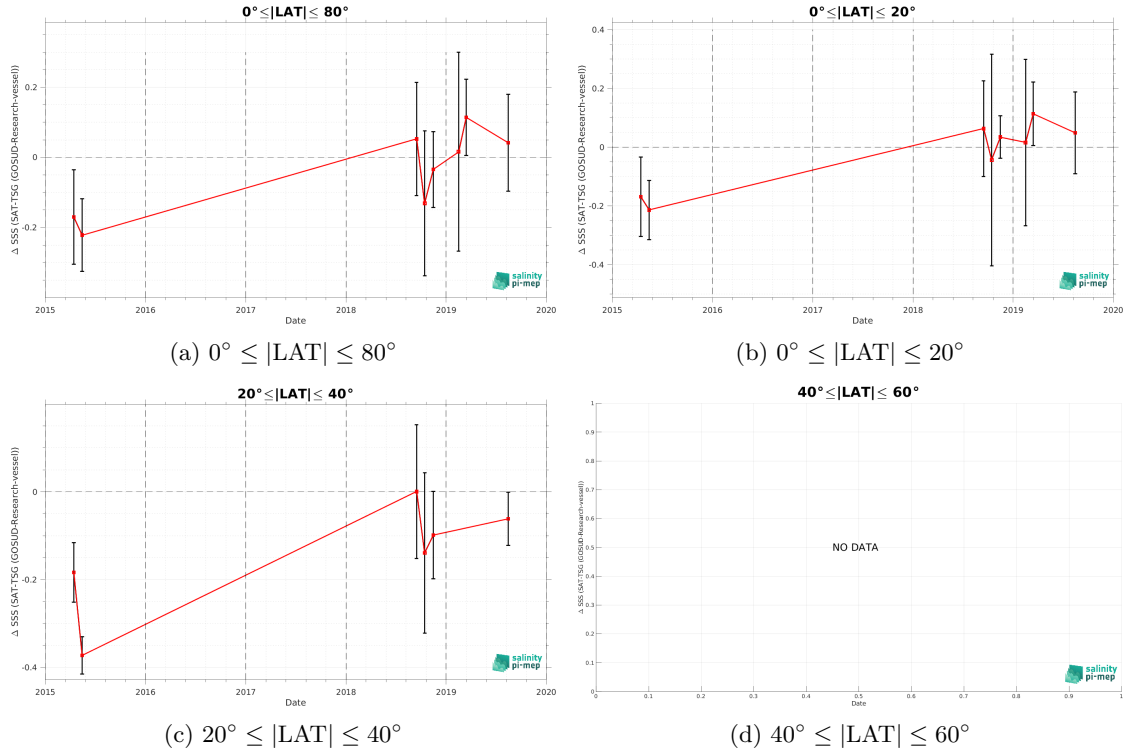 0°≤|LAT|≤ 80°
Δ SSS (SAT-TSG (GOSUD-Research-vessel))
0.2
0
-0.2
2015 2016 2017 2018 2019 2020
Date
salinity
pi-mep
(a) 0° ≤ |LAT| ≤ 80°
0°≤|LAT|≤ 20°
Δ SSS (SAT-TSG (GOSUD-Research-vessel))
0.4
0.2
0
-0.2
-0.4
2015 2016 2017 2018 2019 2020
Date
salinity
pi-mep
(b) 0° ≤ |LAT| ≤ 20°
20°≤|LAT|≤ 40°
Δ SSS (SAT-TSG (GOSUD-Research-vessel))
0
-0.2
-0.4
2015 2016 2017 2018 2019 2020
Date
salinity
pi-mep
(c) 20° ≤ |LAT| ≤ 40°
40°≤|LAT|≤ 60°
Δ SSS (SAT-TSG (GOSUD-Research-vessel))
1
0.9
0.8
0.7
0.6
0.5
0.4
0.3
0.2
0.1
0
NO DATA
0 0.1 0.2 0.3 0.4 0.5 0.6 0.7 0.8 0.9 1
Date
salinity
pi-mep
(d) 40° ≤ |LAT| ≤ 60°